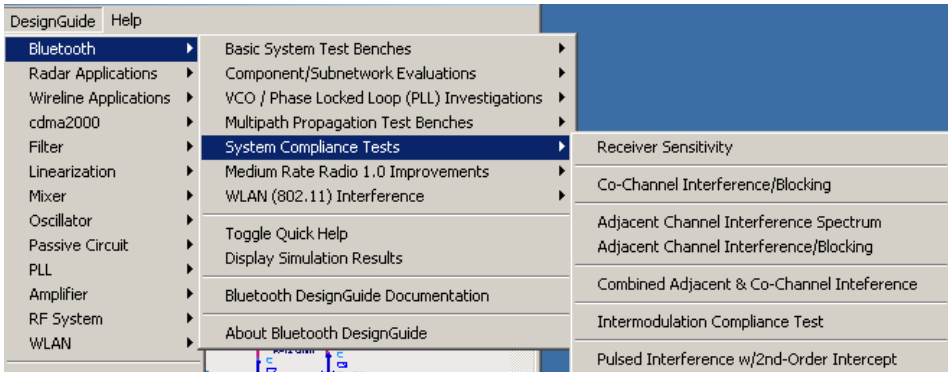 DesignGuide Help
Bluetooth
Radar Applications
Wireline Applications
cdma2000
Filter
Linearization
Mixer
Oscillator
Passive Circuit
PLL
Amplifier
RF System
WLAN
Basic System Test Benches
Component/Subnetwork Evaluations
VCO / Phase Locked Loop (PLL) Investigations
Multipath Propagation Test Benches
System Compliance Tests
Medium Rate Radio 1.0 Improvements
WLAN (802.11) Interference
Toggle Quick Help
Display Simulation Results
Bluetooth DesignGuide Documentation
About Bluetooth DesignGuide
Receiver Sensitivity
Co-Channel Interference/Blocking
Adjacent Channel Interference Spectrum
Adjacent Channel Interference/Blocking
Combined Adjacent & Co-Channel Inteference
Intermodulation Compliance Test
Pulsed Interference w/2nd-Order Intercept